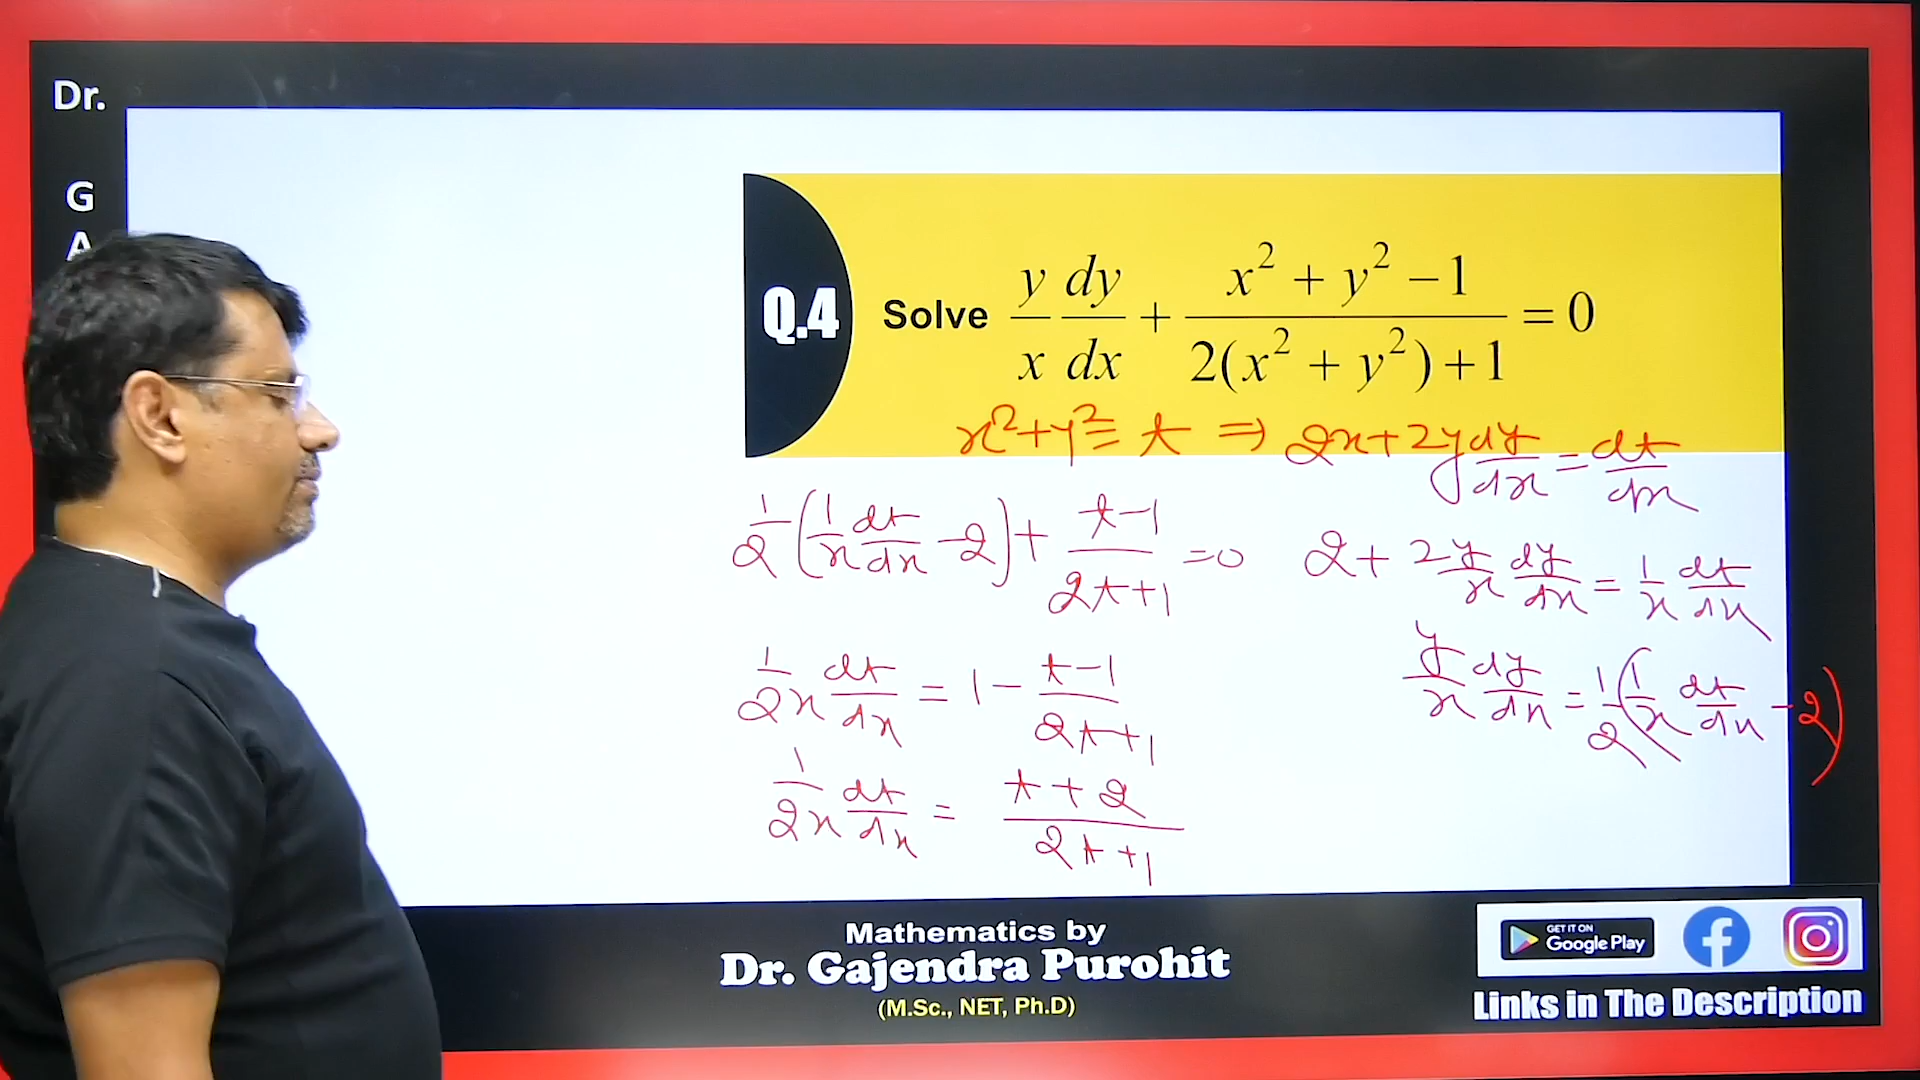 Dr.
G
A
Q.4 Solve y/x dy/dx + (x² + y² − 1)/(2(x² + y²) + 1) = 0
x² + y² = t ⇒ 2x + 2y dy/dx = dt/dx
1/2 (1/x dt/dx − 2) + (t − 1)/(2t + 1) = 0
2 + 2y/x dy/dx = 1/x dt/dx
1/2x dt/dx = 1 − (t − 1)/(2t + 1)
y/x dy/dx = 1/2 (1/x dt/dx − 2)
1/2x dt/dx = (t + 2)/(2t + 1)
Mathematics by
Dr. Gajendra Purohit
(M.Sc., NET, Ph.D)
GET IT ON
Google Play
Links in The Description